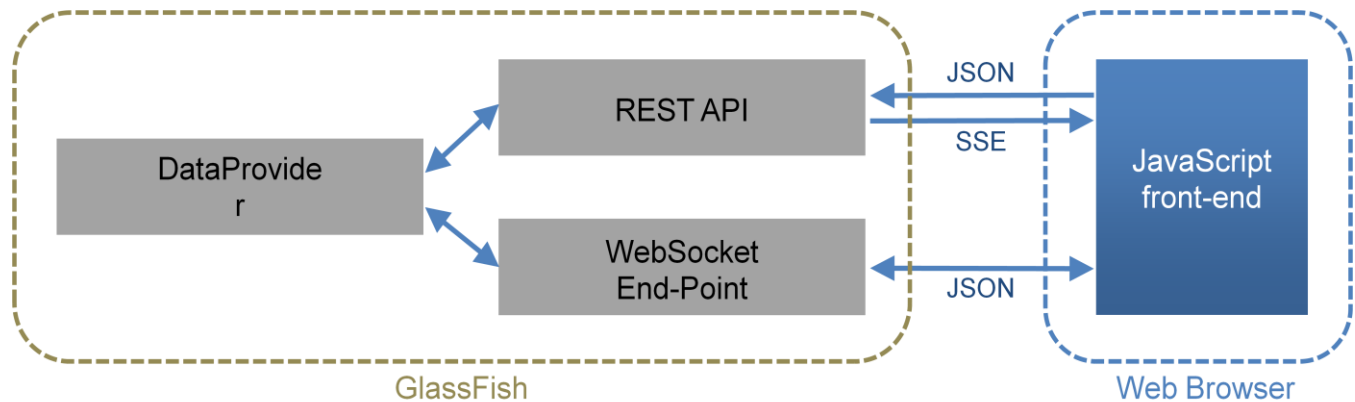 DataProvide
r
REST API
WebSocket
End-Point
JSON
SSE
JSON
JavaScript
front-end
GlassFish
Web Browser